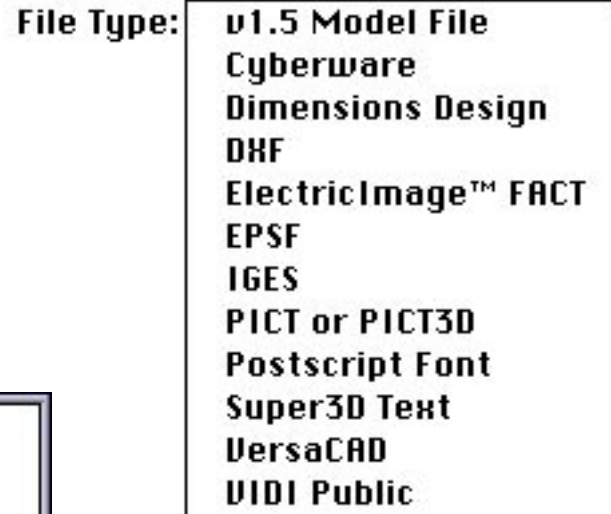 File Type: v1.5 Model File
Cyberware
Dimensions Design
DXF
ElectricImage™ FACT
EPSF
IGES
PICT or PICT3D
Postscript Font
Super3D Text
VersaCAD
VIDI Public